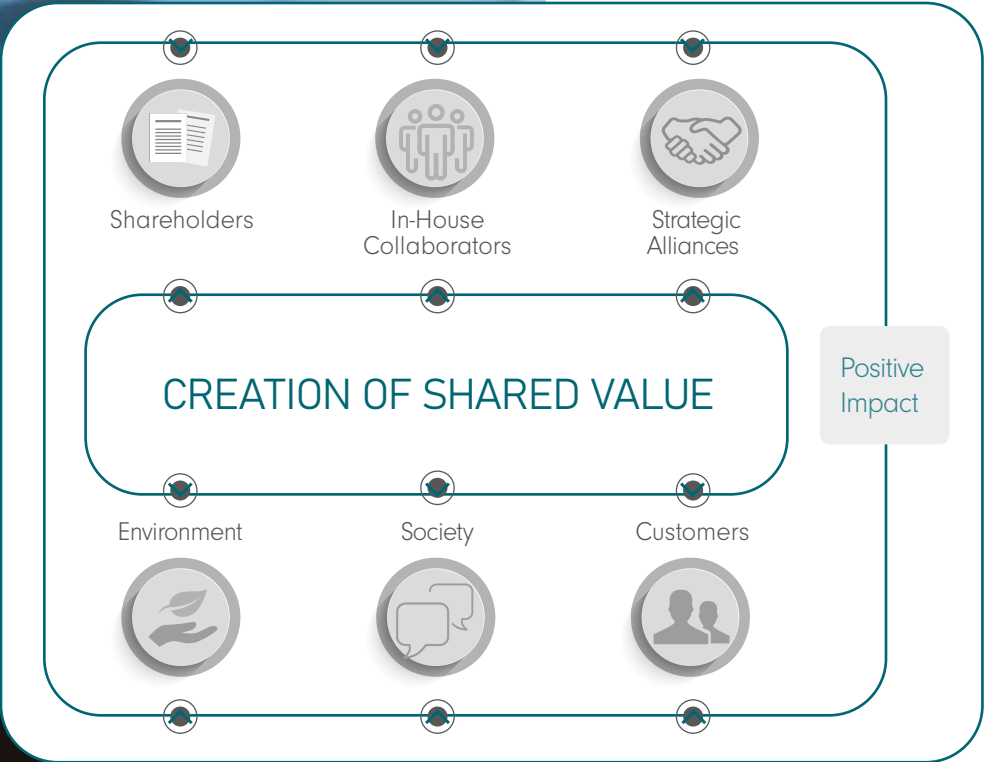 Shareholders
In-House
Collaborators
Strategic
Alliances
CREATION OF SHARED VALUE
Positive
Impact
Environment
Society
Customers